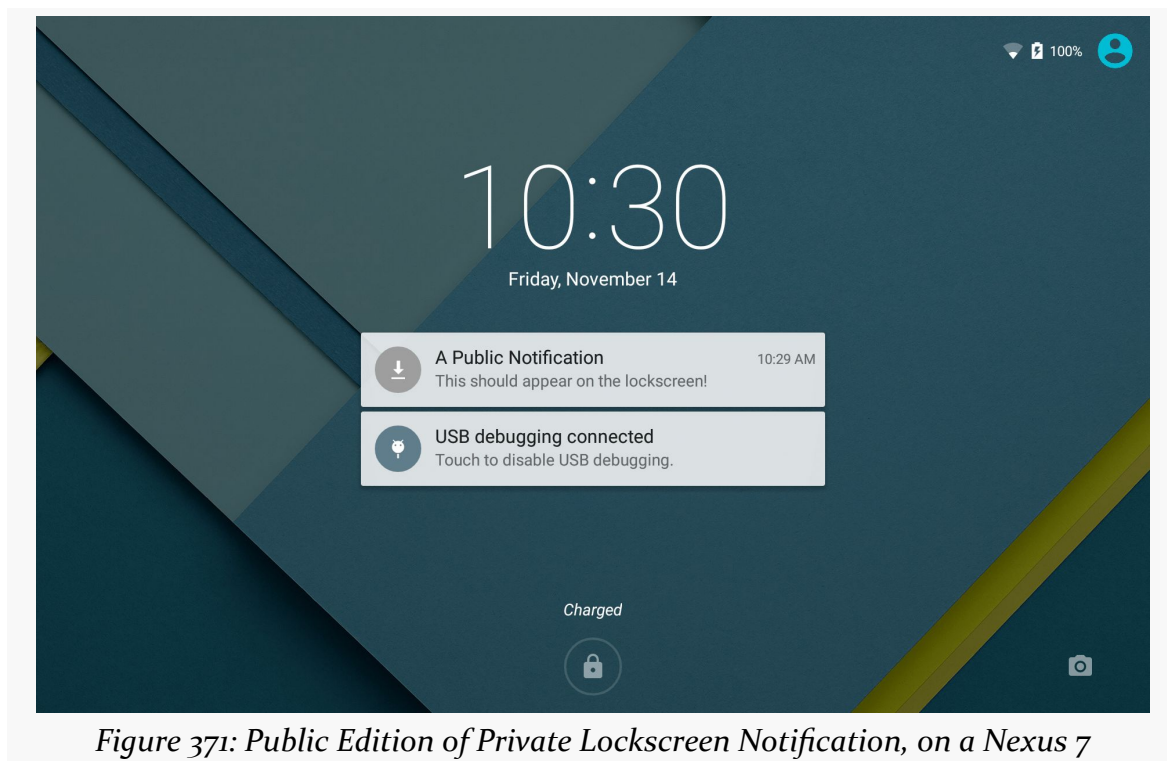 100%
10:30
Friday, November 14
A Public Notification 10:29 AM
This should appear on the lockscreen!
USB debugging connected
Touch to disable USB debugging.
Charged
Figure 371: Public Edition of Private Lockscreen Notification, on a Nexus 7